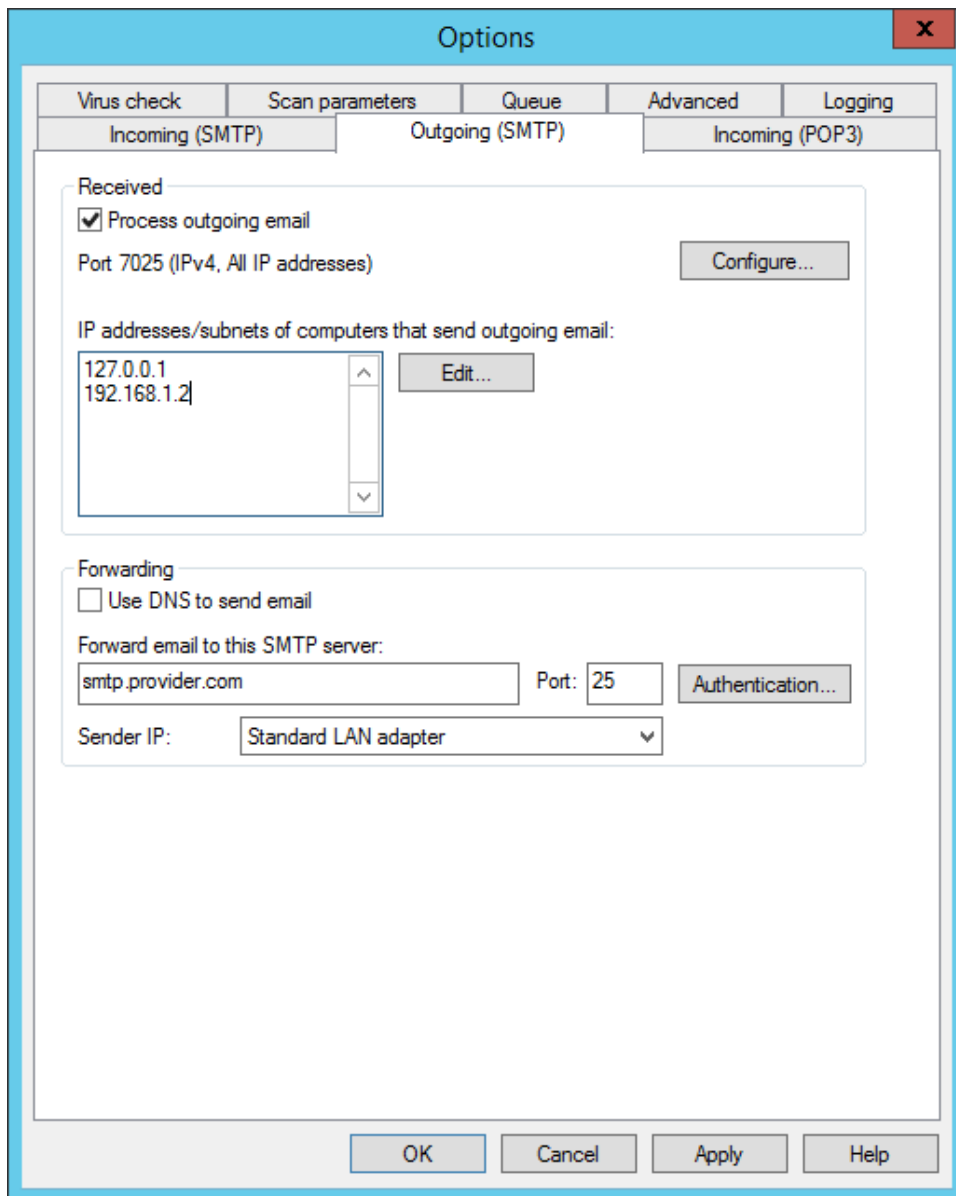 Options
x
Virus check Scan parameters Queue Advanced Logging
Incoming (SMTP) Outgoing (SMTP) Incoming (POP3)
Received
Process outgoing email
Port 7025 (IPv4, All IP addresses) Configure...
IP addresses/subnets of computers that send outgoing email:
127.0.0.1 Edit...
192.168.1.2
Forwarding
Use DNS to send email
Forward email to this SMTP server:
smtp.provider.com Port: 25 Authentication...
Sender IP: Standard LAN adapter
OK Cancel Apply Help